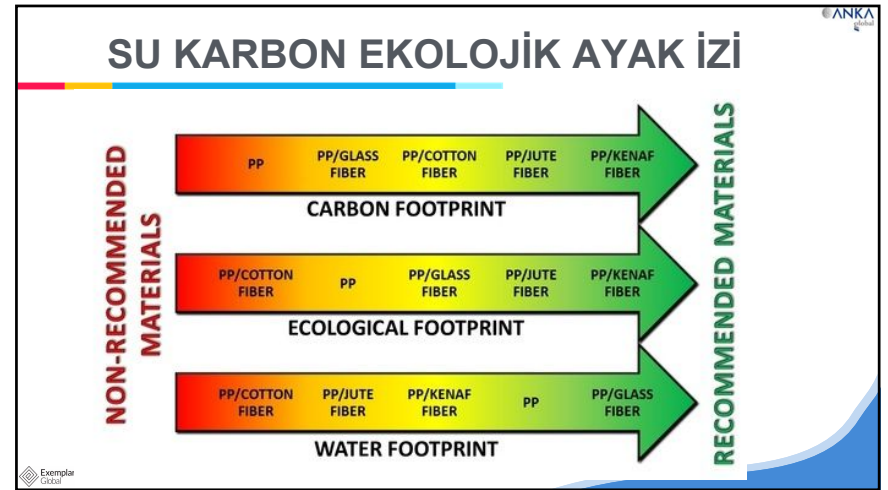 ANKA
global
SU KARBON EKOLOJİK AYAK İZİ
NON-RECOMMENDED
MATERIALS
PP
PP/GLASS
FIBER
PP/COTTON
FIBER
PP/JUTE
FIBER
PP/KENAF
FIBER
CARBON FOOTPRINT
PP/COTTON
FIBER
PP
PP/GLASS
FIBER
PP/JUTE
FIBER
PP/KENAF
FIBER
ECOLOGICAL FOOTPRINT
PP/COTTON
FIBER
PP/JUTE
FIBER
PP/KENAF
FIBER
PP
PP/GLASS
FIBER
WATER FOOTPRINT
RECOMMENDED MATERIALS
Exemplar
Global